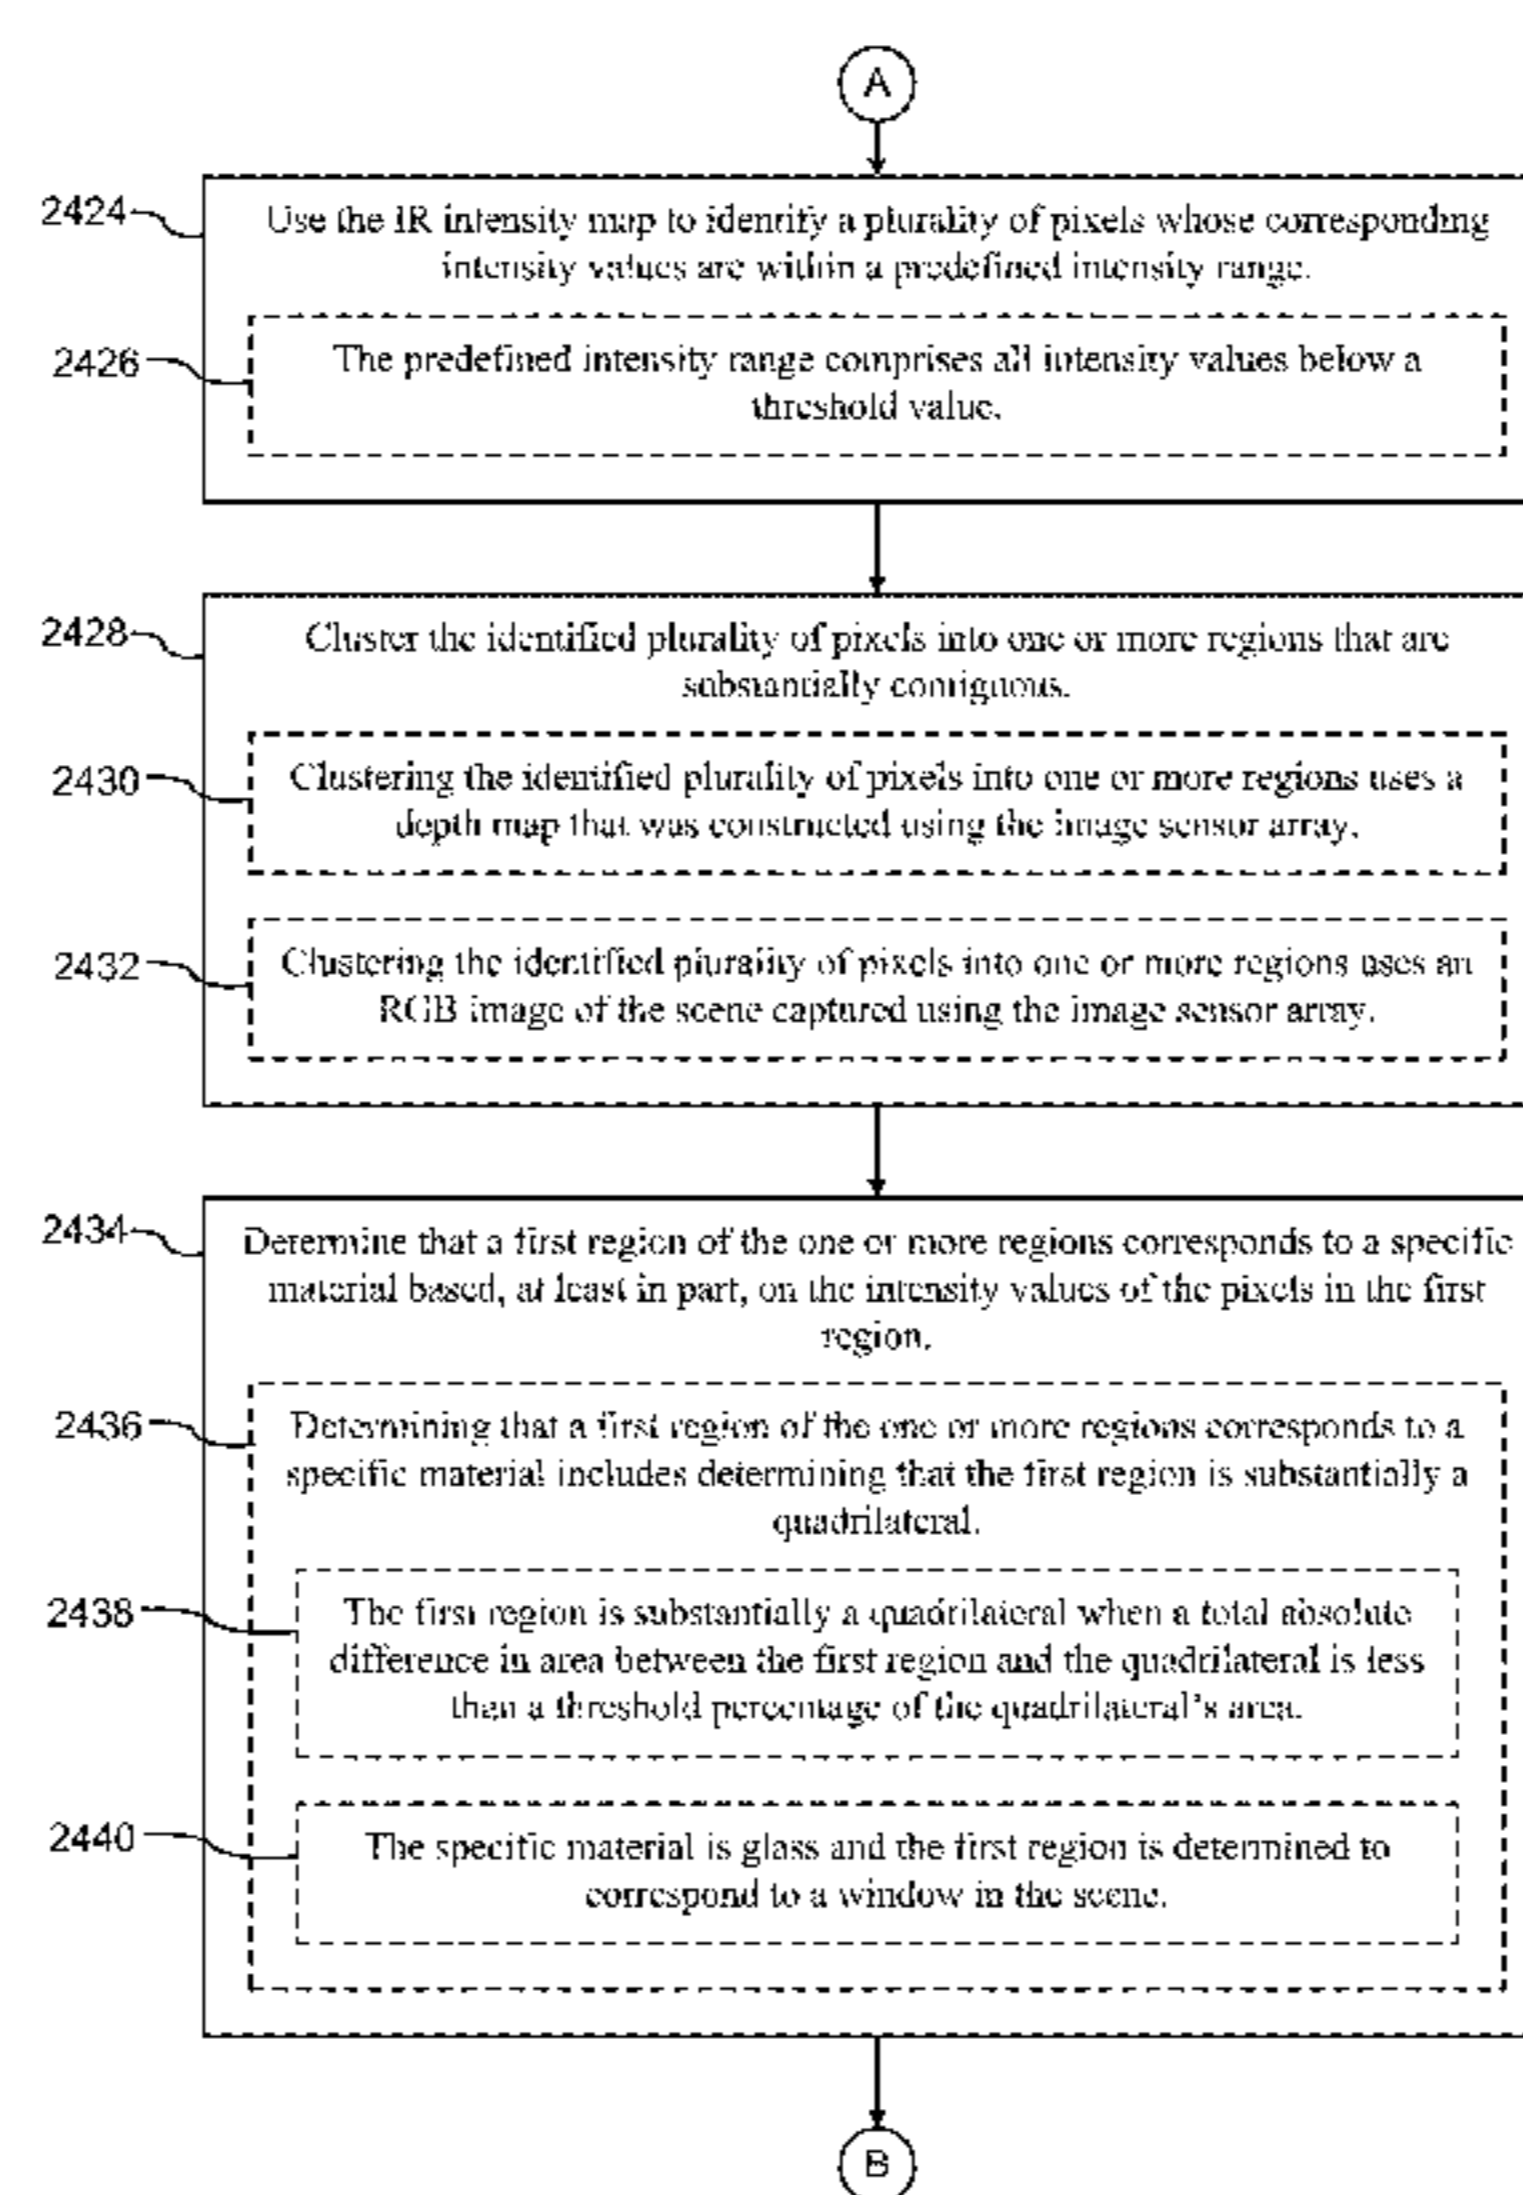 A
2424
Use the IR intensity map to identify a plurality of pixels whose corresponding
intensity values are within a predefined intensity range.
2426
The predefined intensity range comprises all intensity values below a
threshold value.
2428
Cluster the identified plurality of pixels into one or more regions that are
substantially contiguous.
2430
Clustering the identified plurality of pixels into one or more regions uses a
depth map that was constructed using the image sensor array.
2432
Clustering the identified plurality of pixels into one or more regions uses an
RGB image of the scene captured using the image sensor array.
2434
Determine that a first region of the one or more regions corresponds to a specific
material based, at least in part, on the intensity values of the pixels in the first
region.
2436
Determining that a first region of the one or more regions corresponds to a
specific material includes determining that the first region is substantially a
quadrilateral.
2438
The first region is substantially a quadrilateral when a total absolute
difference in area between the first region and the quadrilateral is less
than a threshold percentage of the quadrilateral's area.
2440
The specific material is glass and the first region is determined to
correspond to a window in the scene.
B